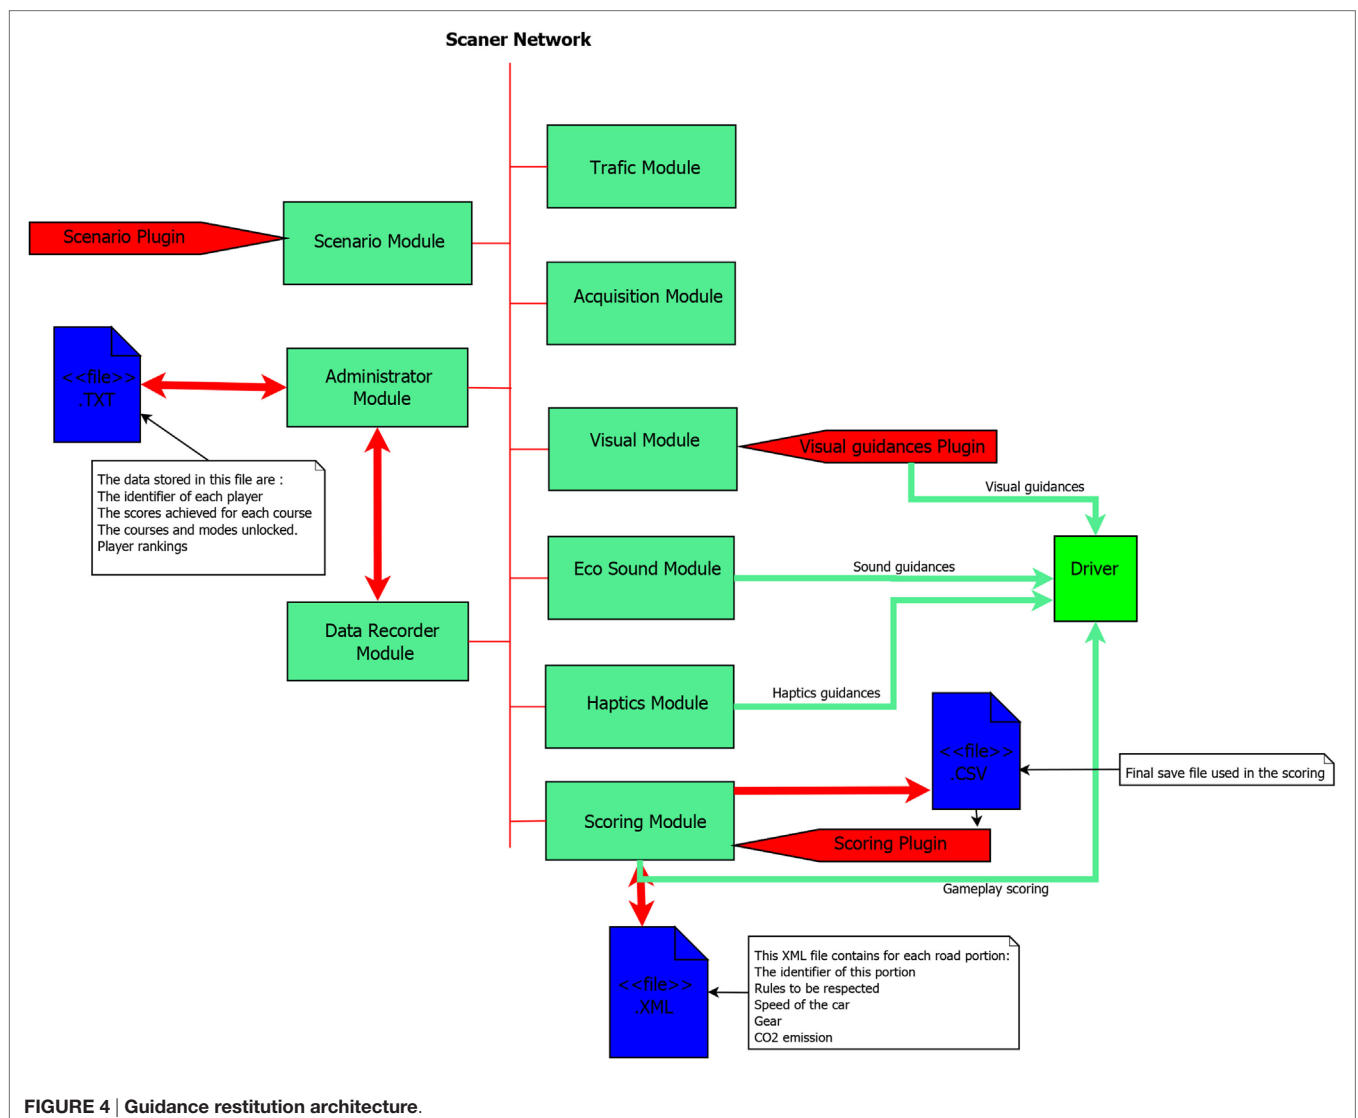 Scaner Network
Trafic Module
Scenario Plugin
Scenario Module
Acquisition Module
<<file>>
.TXT
Administrator
Module
The data stored in this file are :
The identifier of each player
The scores achieved for each course
The courses and modes unlocked.
Player rankings
Visual Module
Visual guidances Plugin
Visual guidances
Eco Sound Module
Sound guidances
Driver
Data Recorder
Module
Haptics Module
Haptics guidances
<<file>>
.CSV
Final save file used in the scoring
Scoring Module
Scoring Plugin
Gameplay scoring
<<file>>
.XML
This XML file contains for each road portion:
The identifier of this portion
Rules to be respected
Speed of the car
Gear
CO2 emission
FIGURE 4 | Guidance restitution architecture.